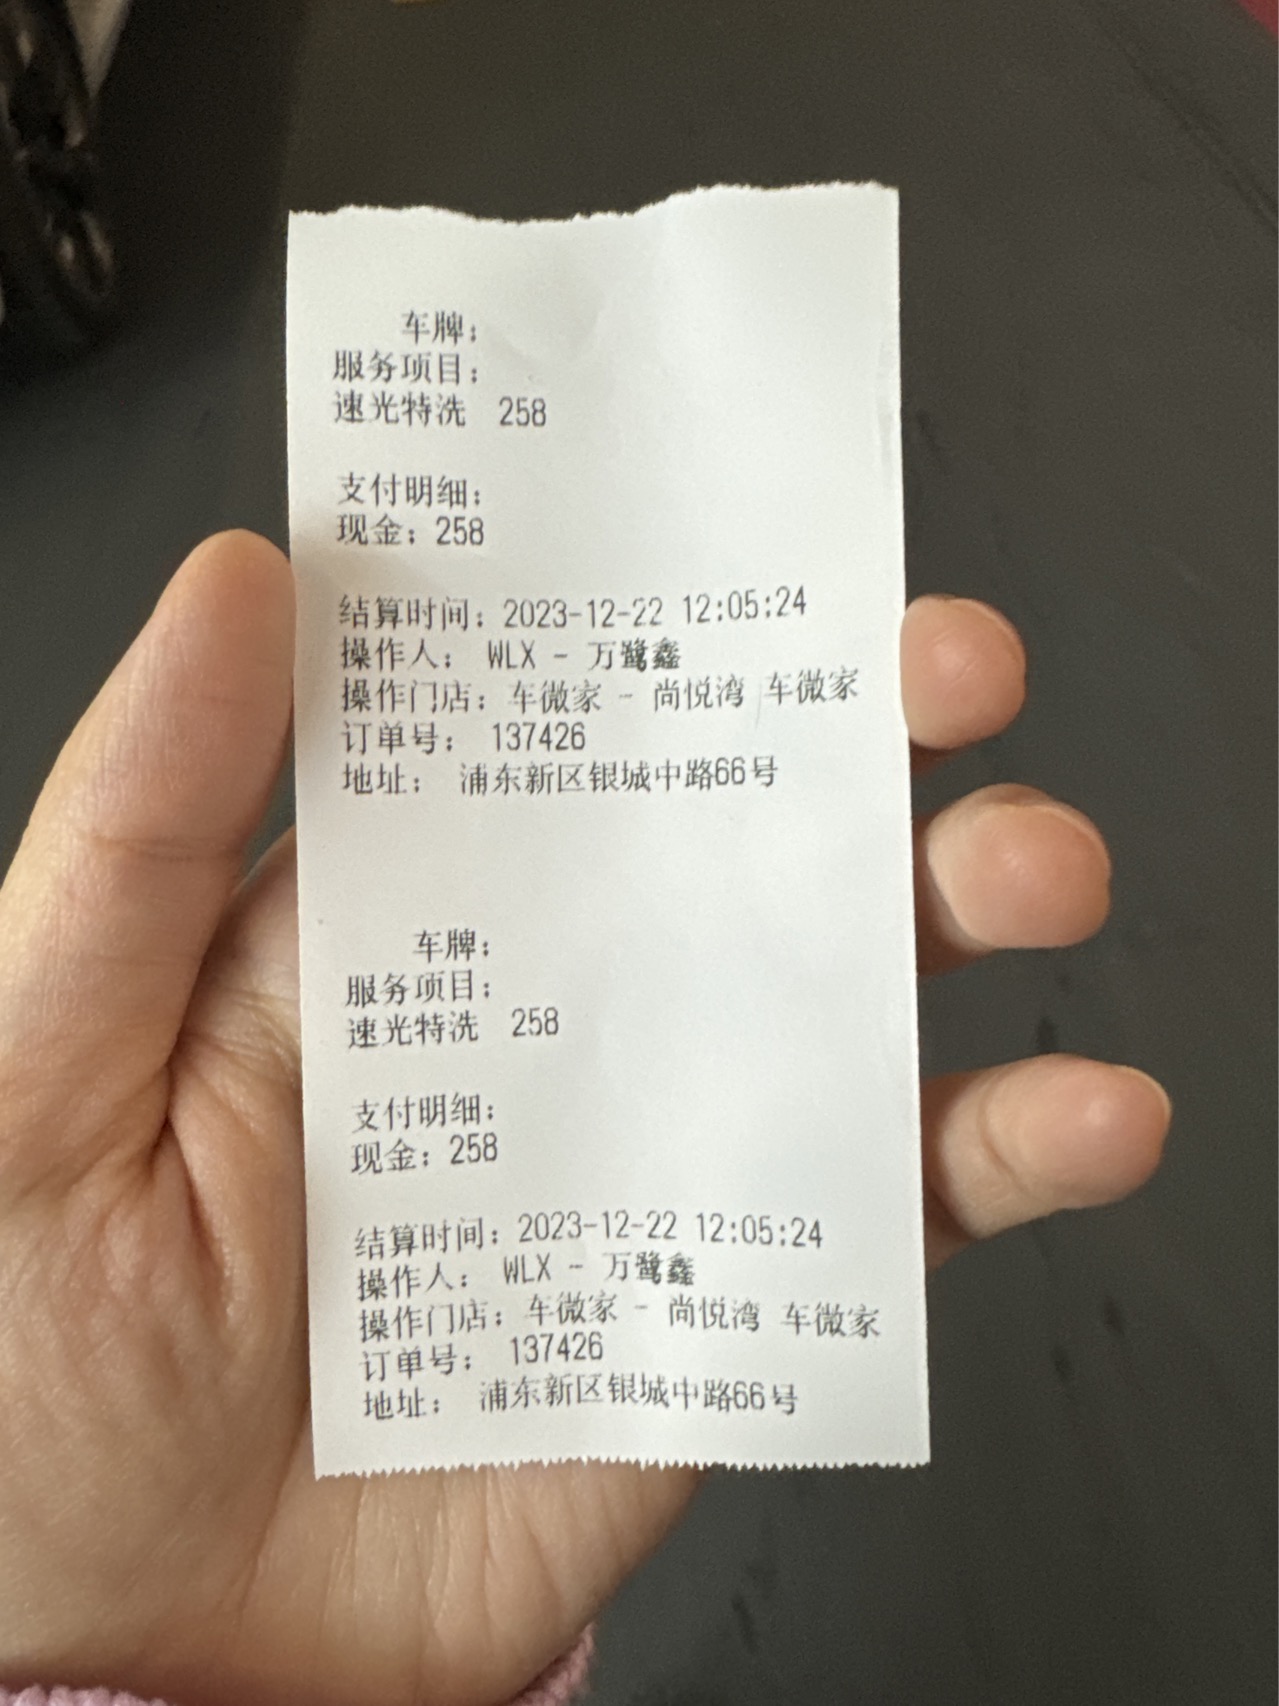 车牌:
服务项目:
速光特洗 258
支付明细:
现金: 258
结算时间: 2023-12-22 12:05:24
操作人: WLX - 万鹭鑫
操作门店: 车微家 - 尚悦湾 车微家
订单号: 137426
地址: 浦东新区银城中路66号
车牌:
服务项目:
速光特洗 258
支付明细:
现金: 258
结算时间: 2023-12-22 12:05:24
操作人: WLX - 万鹭鑫
操作门店: 车微家 - 尚悦湾 车微家
订单号: 137426
地址: 浦东新区银城中路66号